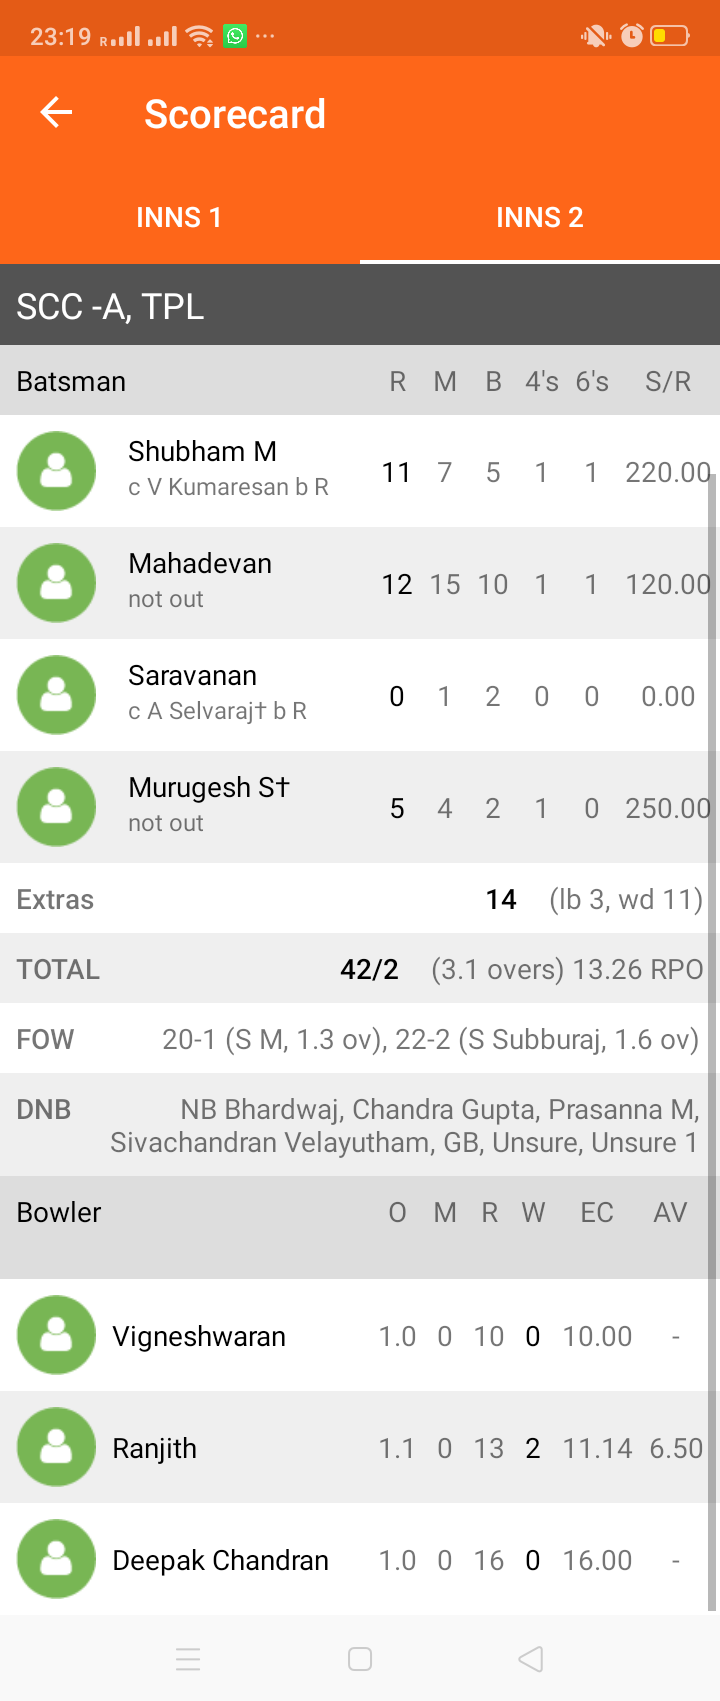 23:19 R ...
Scorecard
INNS 1 INNS 2
SCC -A, TPL
Batsman R M B 4's 6's S/R
Shubham M
c V Kumaresan b R
11 7 5 1 1 220.00
Mahadevan
not out
12 15 10 1 1 120.00
Saravanan
c A Selvaraj† b R
0 1 2 0 0 0.00
Murugesh S†
not out
5 4 2 1 0 250.00
Extras 14 (lb 3, wd 11)
TOTAL 42/2 (3.1 overs) 13.26 RPO
FOW 20-1 (S M, 1.3 ov), 22-2 (S Subburaj, 1.6 ov)
DNB NB Bhardwaj, Chandra Gupta, Prasanna M,
Sivachandran Velayutham, GB, Unsure, Unsure 1
Bowler O M R W EC AV
Vigneshwaran 1.0 0 10 0 10.00 -
Ranjith 1.1 0 13 2 11.14 6.50
Deepak Chandran 1.0 0 16 0 16.00 -